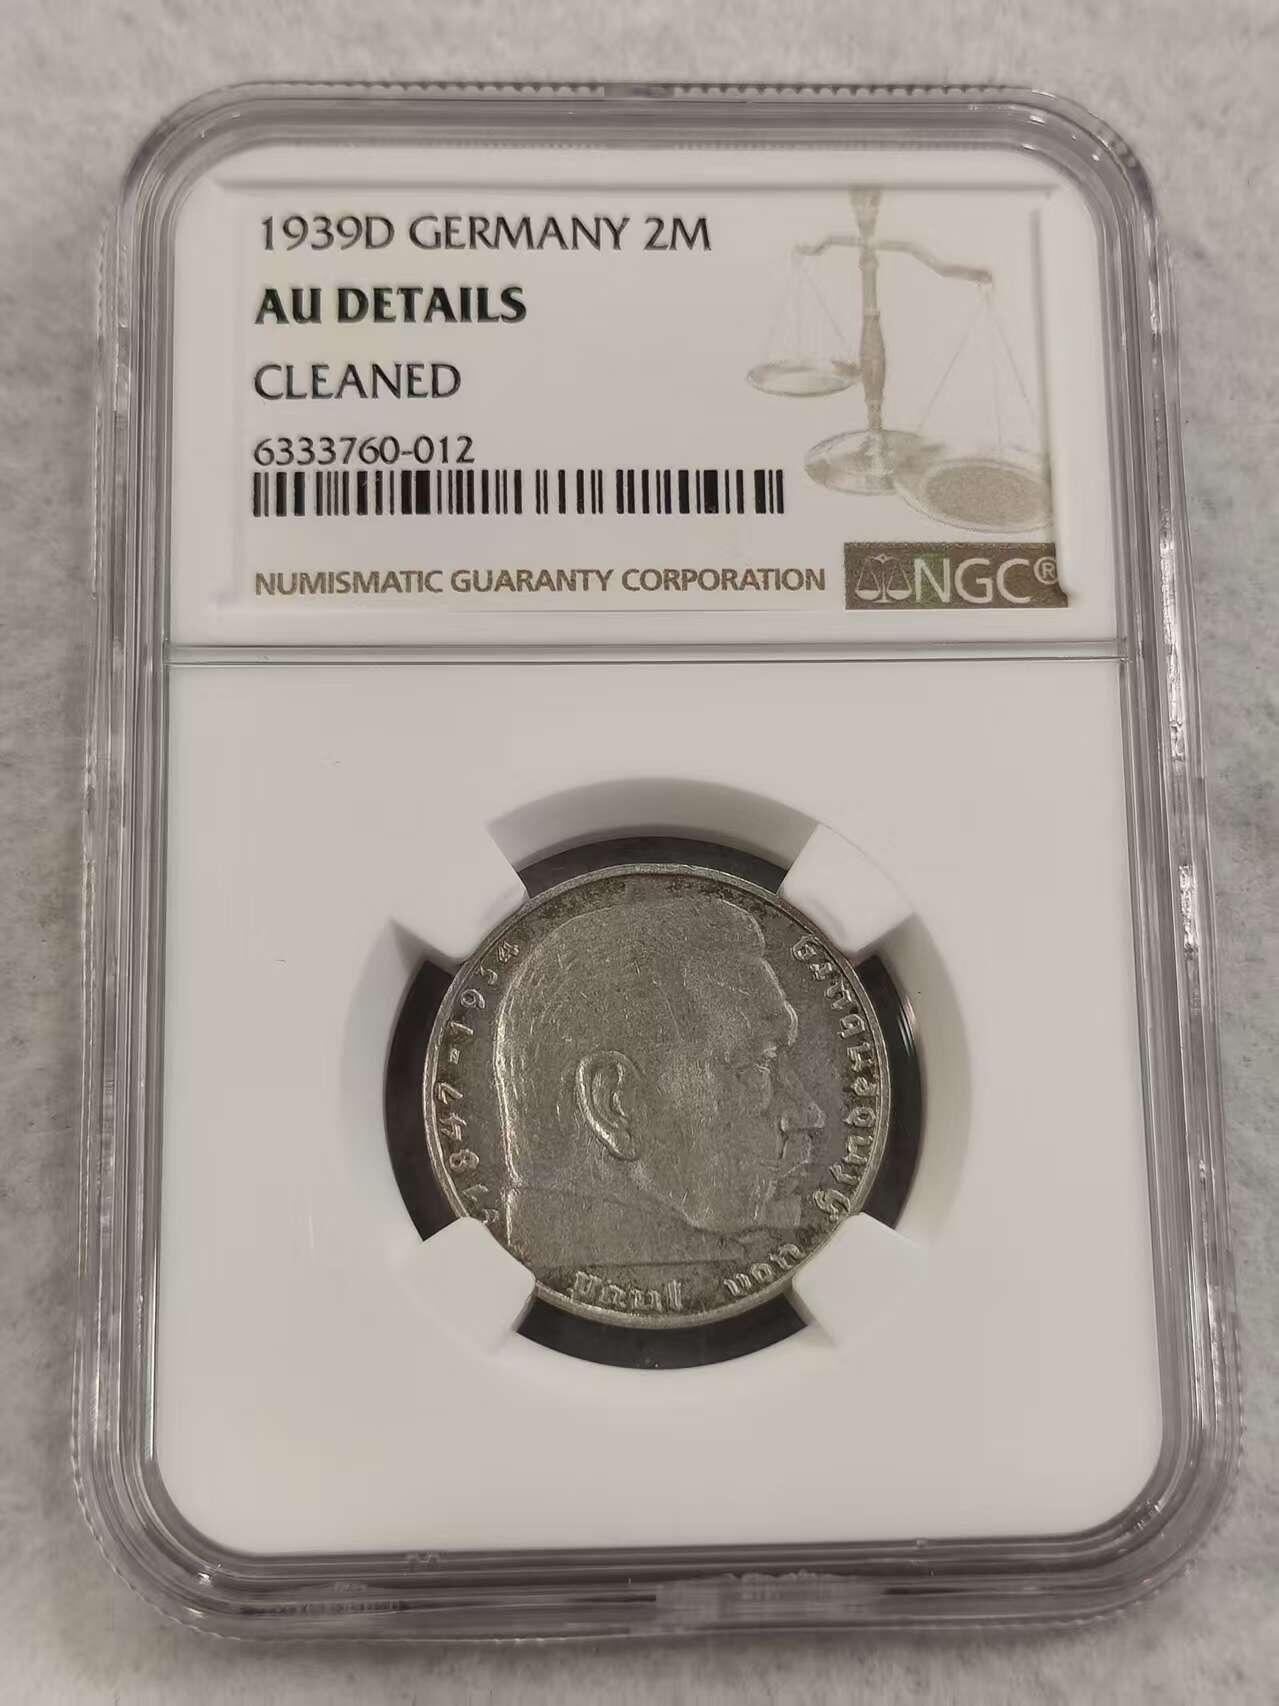 1939D GERMANY 2M
AU DETAILS
CLEANED
6333760-012
NUMISMATIC GUARANTY CORPORATION NGC®
Paul von Hindenburg
1847-1934